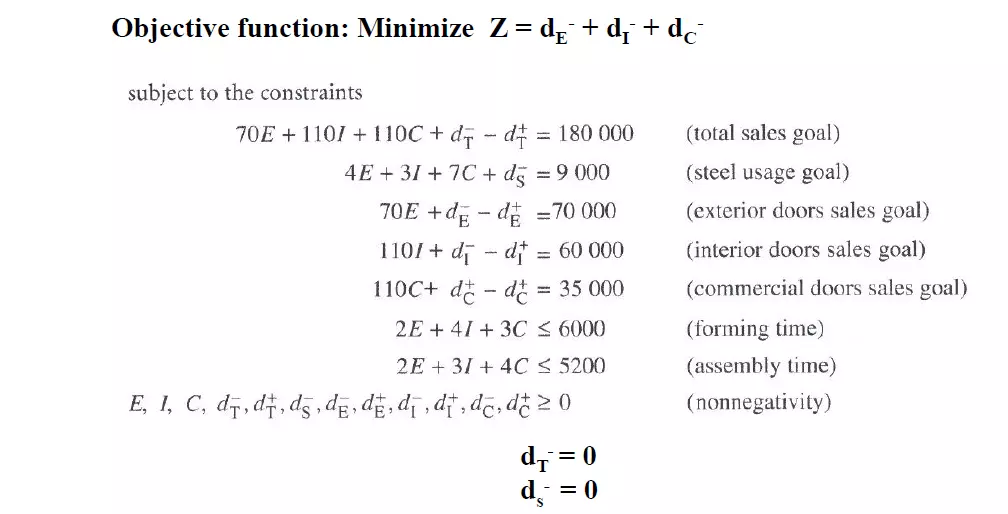 Objective function: Minimize Z = d_E^- + d_I^- + d_C^-
subject to the constraints
70E + 110I + 110C + d_T^- − d_T^+ = 180 000 (total sales goal)
4E + 3I + 7C + d_S^- = 9 000 (steel usage goal)
70E + d_E^- − d_E^+ =70 000 (exterior doors sales goal)
110I + d_I^- − d_I^+ = 60 000 (interior doors sales goal)
110C+ d_C^+ − d_C^+ = 35 000 (commercial doors sales goal)
2E + 4I + 3C ≤ 6000 (forming time)
2E + 3I + 4C ≤ 5200 (assembly time)
E, I, C, d_T^-, d_T^+, d_S^-, d_E^-, d_E^+, d_I^-, d_I^+, d_C^-, d_C^+ ≥ 0 (nonnegativity)
d_T^- = 0
d_s^- = 0